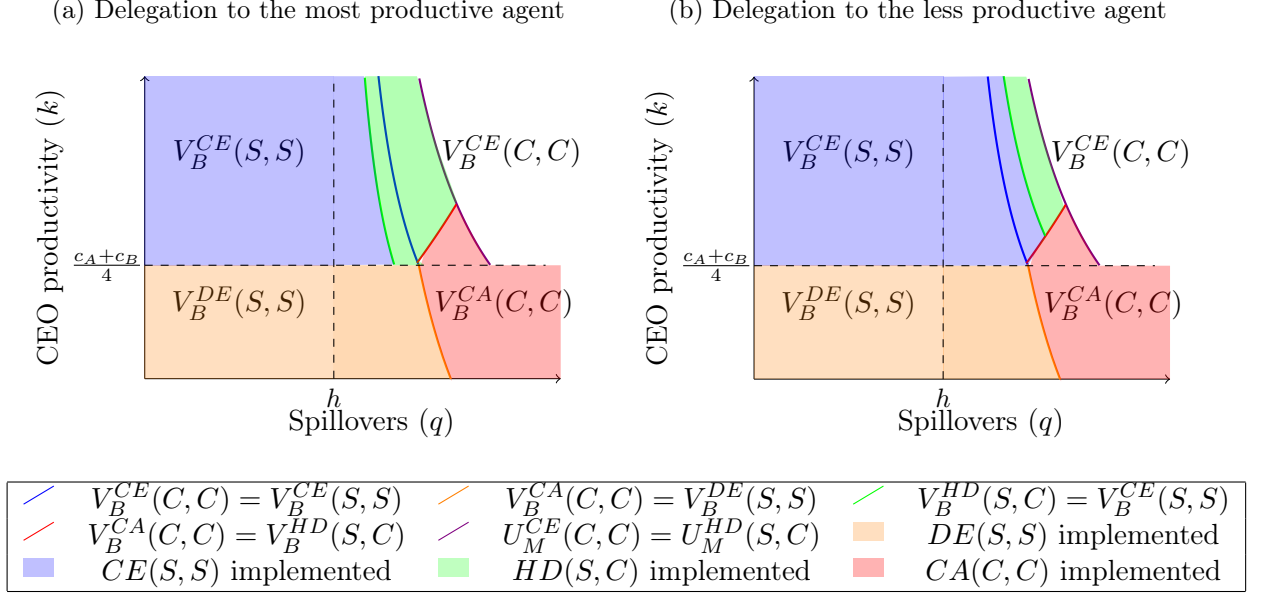 (a) Delegation to the most productive agent
CEO productivity (k)
V_B^{CE}(S, S)
V_B^{CE}(C, C)
\frac{c_A+c_B}{4}
V_B^{DE}(S, S)
V_B^{CA}(C, C)
h
Spillovers (q)
(b) Delegation to the less productive agent
CEO productivity (k)
V_B^{CE}(S, S)
V_B^{CE}(C, C)
\frac{c_A+c_B}{4}
V_B^{DE}(S, S)
V_B^{CA}(C, C)
h
Spillovers (q)
V_B^{CE}(C, C) = V_B^{CE}(S, S) V_B^{CA}(C, C) = V_B^{DE}(S, S) V_B^{HD}(S, C) = V_B^{CE}(S, S)
V_B^{CA}(C, C) = V_B^{HD}(S, C) U_M^{CE}(C, C) = U_M^{HD}(S, C) DE(S, S) implemented
CE(S, S) implemented HD(S, C) implemented CA(C, C) implemented